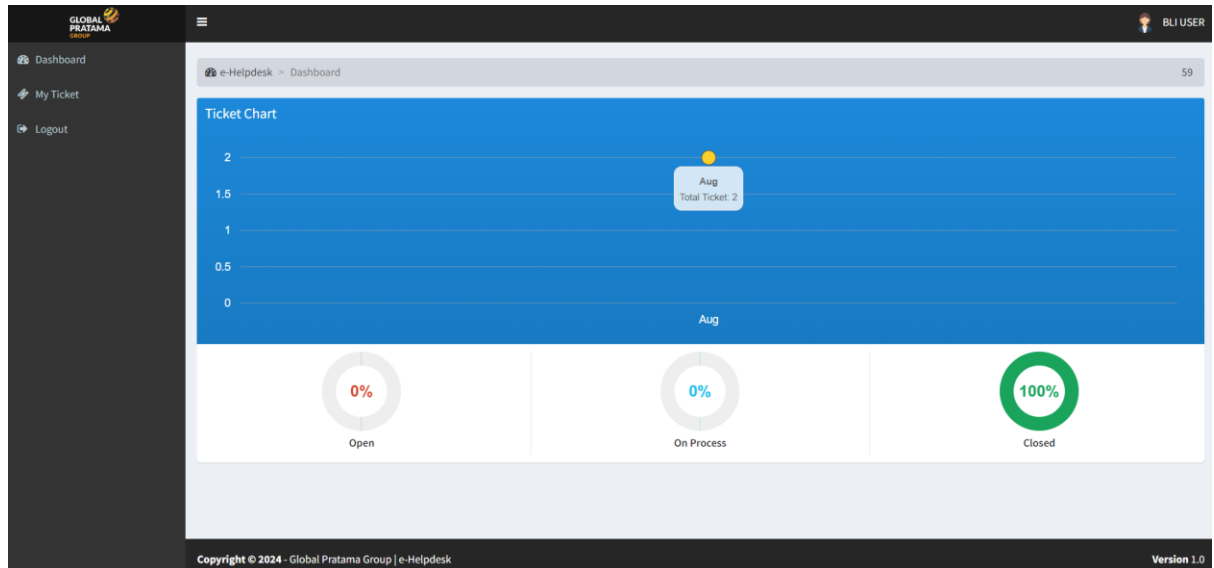 GLOBAL
PRATAMA
GROUP
BLI USER
Dashboard
My Ticket
Logout
e-Helpdesk > Dashboard
59
Ticket Chart
2
1.5
1
0.5
0
Aug
Total Ticket: 2
Aug
0%
Open
0%
On Process
100%
Closed
Copyright © 2024 - Global Pratama Group | e-Helpdesk
Version 1.0